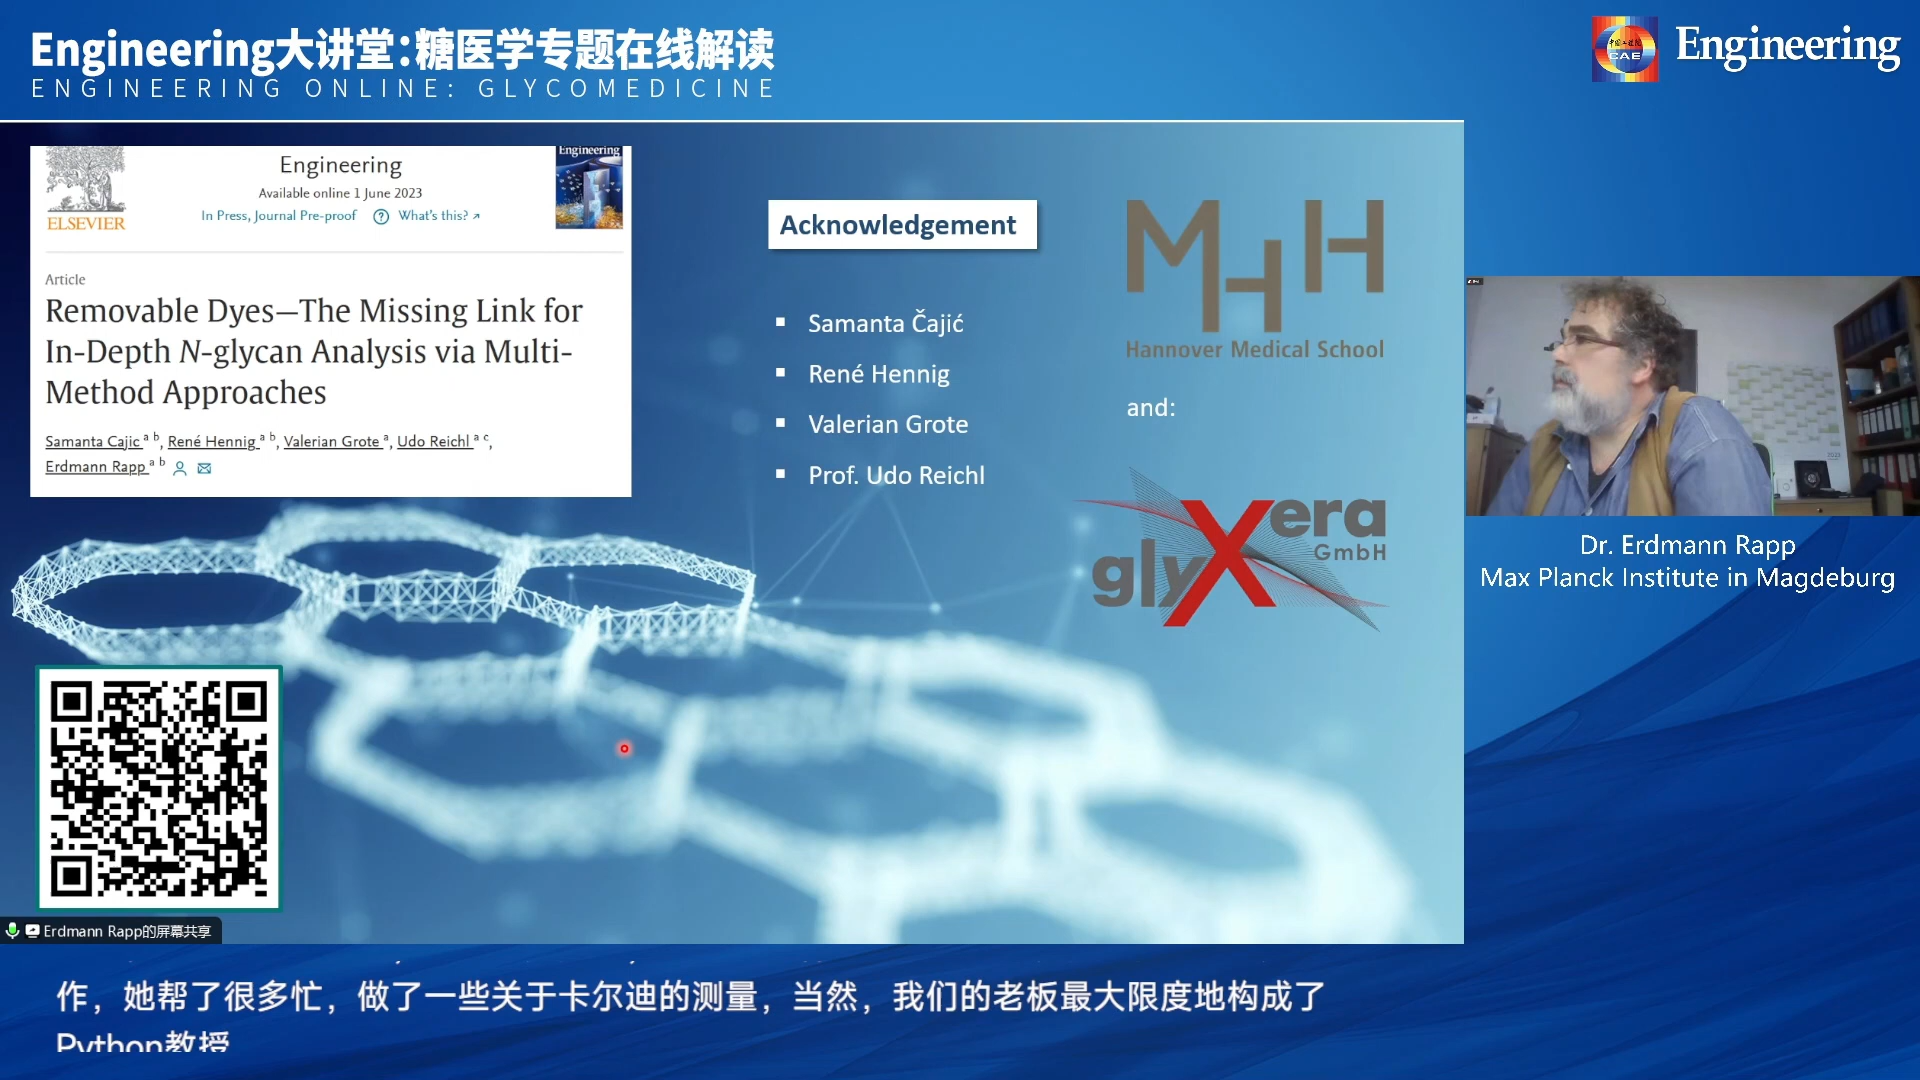 Engineering大讲堂:糖医学专题在线解读
ENGINEERING ONLINE: GLYCOMEDICINE
中国工程院
CAE
Engineering
ELSEVIER
Engineering
Available online 1 June 2023
In Press, Journal Pre-proof ? What's this? ↗
Engineering
Article
Removable Dyes—The Missing Link for
In-Depth N-glycan Analysis via Multi-
Method Approaches
Samanta Cajic a b, René Hennig a b, Valerian Grote a, Udo Reichl a c,
Erdmann Rapp a b
Acknowledgement
▪ Samanta Čajić
▪ René Hennig
▪ Valerian Grote
▪ Prof. Udo Reichl
MHH
Hannover Medical School
and:
glyXera
GmbH
Dr. Erdmann Rapp
Max Planck Institute in Magdeburg
Erdmann Rapp的屏幕共享
作，她帮了很多忙，做了一些关于卡尔迪的测量，当然，我们的老板最大限度地构成了
Python教授